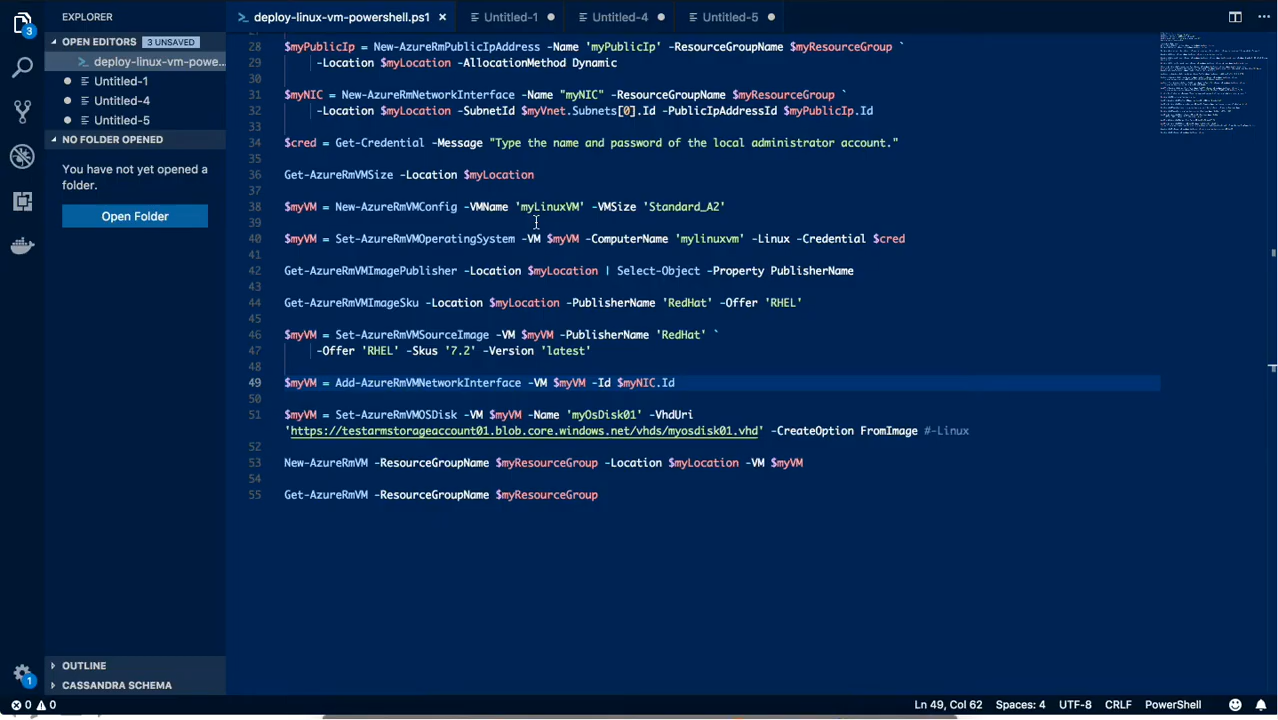 EXPLORER
deploy-linux-vm-powershell.ps1
Untitled-1
Untitled-4
Untitled-5
3
OPEN EDITORS 3 UNSAVED
deploy-linux-vm-powe...
Untitled-1
Untitled-4
Untitled-5
NO FOLDER OPENED
You have not yet opened a
folder.
Open Folder
28 $myPublicIp = New-AzureRmPublicIpAddress -Name 'myPublicIp' -ResourceGroupName $myResourceGroup `
29 -Location $myLocation -AllocationMethod Dynamic
30
31 $myNIC = New-AzureRmNetworkInterface -Name "myNIC" -ResourceGroupName $myResourceGroup `
32 -Location $myLocation -SubnetId $myVnet.Subnets[0].Id -PublicIpAddressId $myPublicIp.Id
33
34 $cred = Get-Credential -Message "Type the name and password of the local administrator account."
35
36 Get-AzureRmVMSize -Location $myLocation
37
38 $myVM = New-AzureRmVMConfig -VMName 'myLinuxVM' -VMSize 'Standard_A2'
39
40 $myVM = Set-AzureRmVMOperatingSystem -VM $myVM -ComputerName 'mylinuxvm' -Linux -Credential $cred
41
42 Get-AzureRmVMImagePublisher -Location $myLocation | Select-Object -Property PublisherName
43
44 Get-AzureRmVMImageSku -Location $myLocation -PublisherName 'RedHat' -Offer 'RHEL'
45
46 $myVM = Set-AzureRmVMSourceImage -VM $myVM -PublisherName 'RedHat' `
47 -Offer 'RHEL' -Skus '7.2' -Version 'latest'
48
49 $myVM = Add-AzureRmVMNetworkInterface -VM $myVM -Id $myNIC.Id
50
51 $myVM = Set-AzureRmVMOSDisk -VM $myVM -Name 'myOsDisk01' -VhdUri
'https://testarmstorageaccount01.blob.core.windows.net/vhds/myosdisk01.vhd' -CreateOption FromImage #-Linux
52
53 New-AzureRmVM -ResourceGroupName $myResourceGroup -Location $myLocation -VM $myVM
54
55 Get-AzureRmVM -ResourceGroupName $myResourceGroup
OUTLINE
CASSANDRA SCHEMA
1
0 0
Ln 49, Col 62
Spaces: 4
UTF-8
CRLF
PowerShell